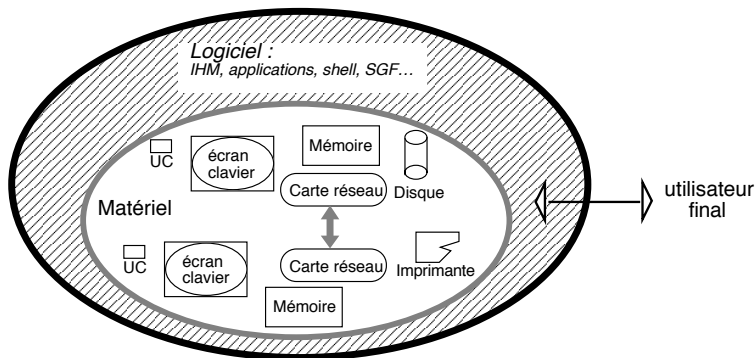 Logiciel :
IHM, applications, shell, SGF...
UC
écran
clavier
Mémoire
Carte réseau
Disque
Matériel
utilisateur
final
UC
écran
clavier
Carte réseau
Imprimante
Mémoire